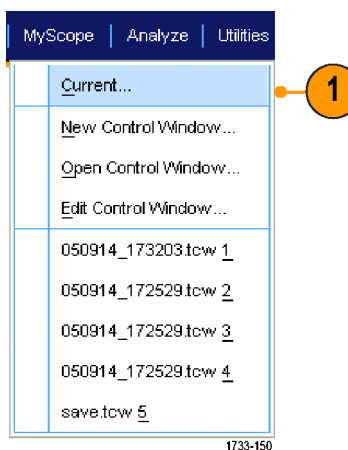 MyScope | Analyze | Utilities
Current...
1
New Control Window...
Open Control Window...
Edit Control Window...
050914_173203.tcw 1
050914_172529.tcw 2
050914_172529.tcw 3
050914_172529.tcw 4
save.tcw 5
1733-150